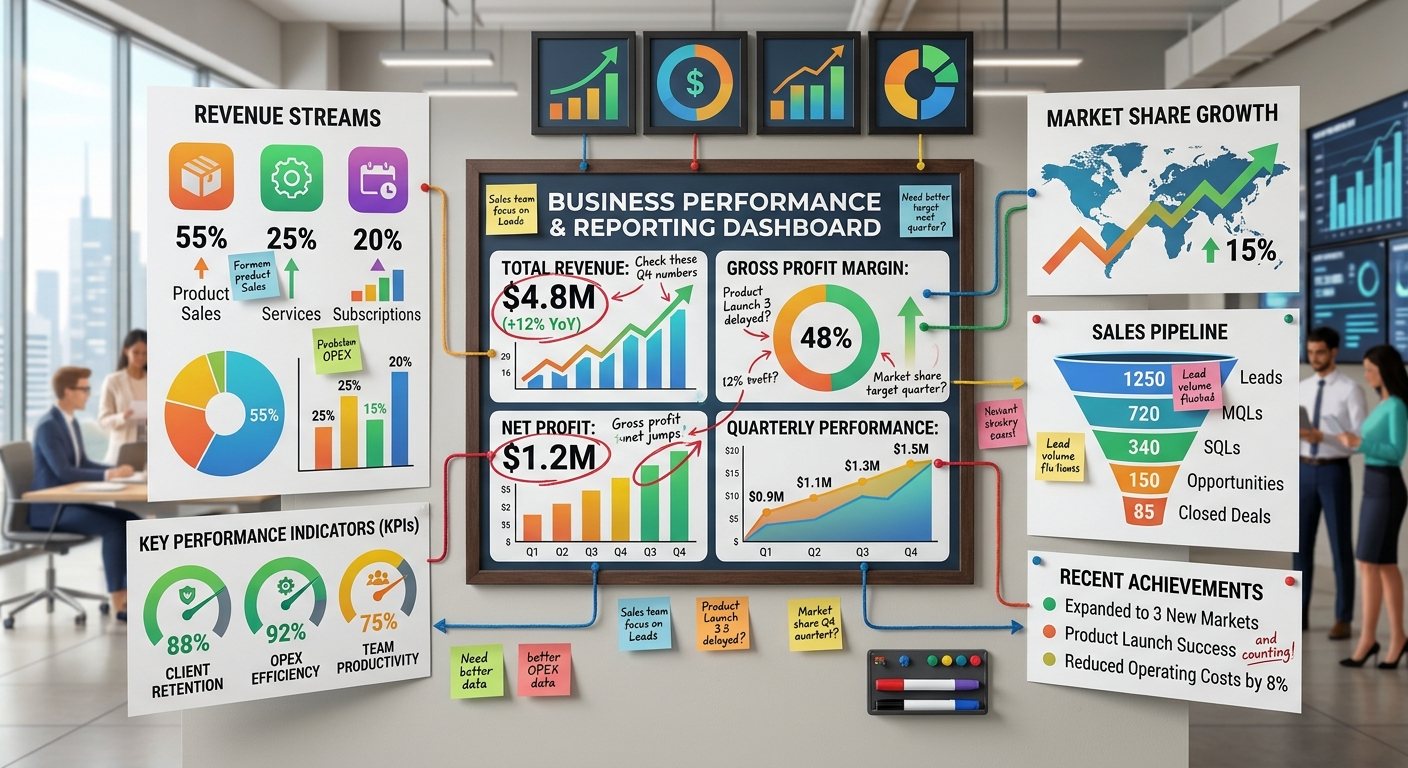 REVENUE STREAMS
55%
25%
20%
Product
Sales
Services
Subscriptions
product
Sales
OPEX
55%
25%
25%
15%
20%
KEY PERFORMANCE INDICATORS (KPIs)
88%
CLIENT
RETENTION
92%
OPEX
EFFICIENCY
75%
TEAM
PRODUCTIVITY
$
Sales team
focus on
BUSINESS PERFORMANCE
& REPORTING DASHBOARD
Need better
quarter?
TOTAL REVENUE:
Check these
Q4 numbers
$4.8M
(+12% YoY)
20
16
GROSS PROFIT MARGIN:
Product
Launch 3
delayed?
48%
Market share
target quarter?
NET PROFIT:
Gross profit
jumps
$1.2M
$5
$2
$5
$
Q1
Q2
Q3
Q4
Q3
Q4
QUARTERLY PERFORMANCE:
$20
$15
$10
$5
$
$0.9M
$1.1M
$1.3M
$1.5M
Q1
Q2
Q3
Q4
Need
better
data
better
OPEX
data
Sales team
focus on
Leads
Product
Launch
3 3
delayed?
Market
share Q4
MARKET SHARE GROWTH
15%
SALES PIPELINE
1250
Leads
720
MQLs
340
SQLs
150
Opportunities
85
Closed Deals
Lead
volume
Lead
volume
RECENT ACHIEVEMENTS
Expanded to 3 New Markets
Product Launch Success
and
counting!
Reduced Operating Costs by 8%